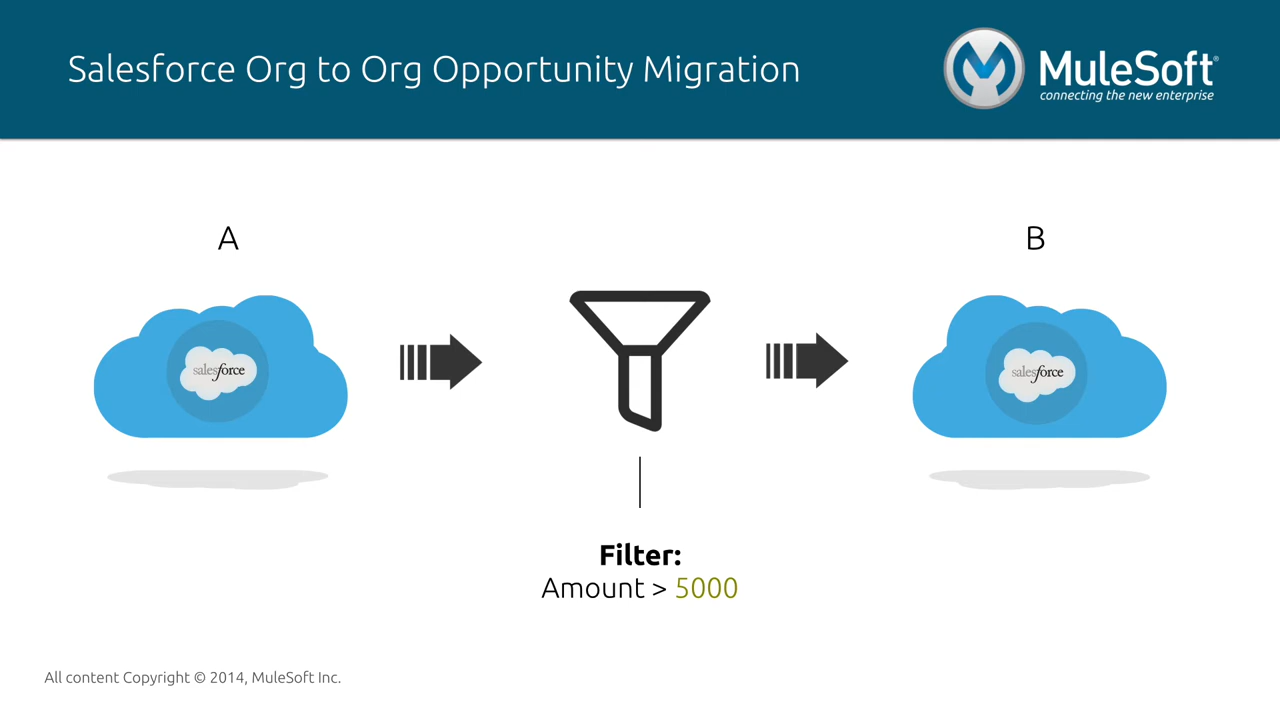 Salesforce Org to Org Opportunity Migration
MuleSoft®
connecting the new enterprise
A
B
salesforce
salesforce
Filter:
Amount > 5000
All content Copyright © 2014, MuleSoft Inc.